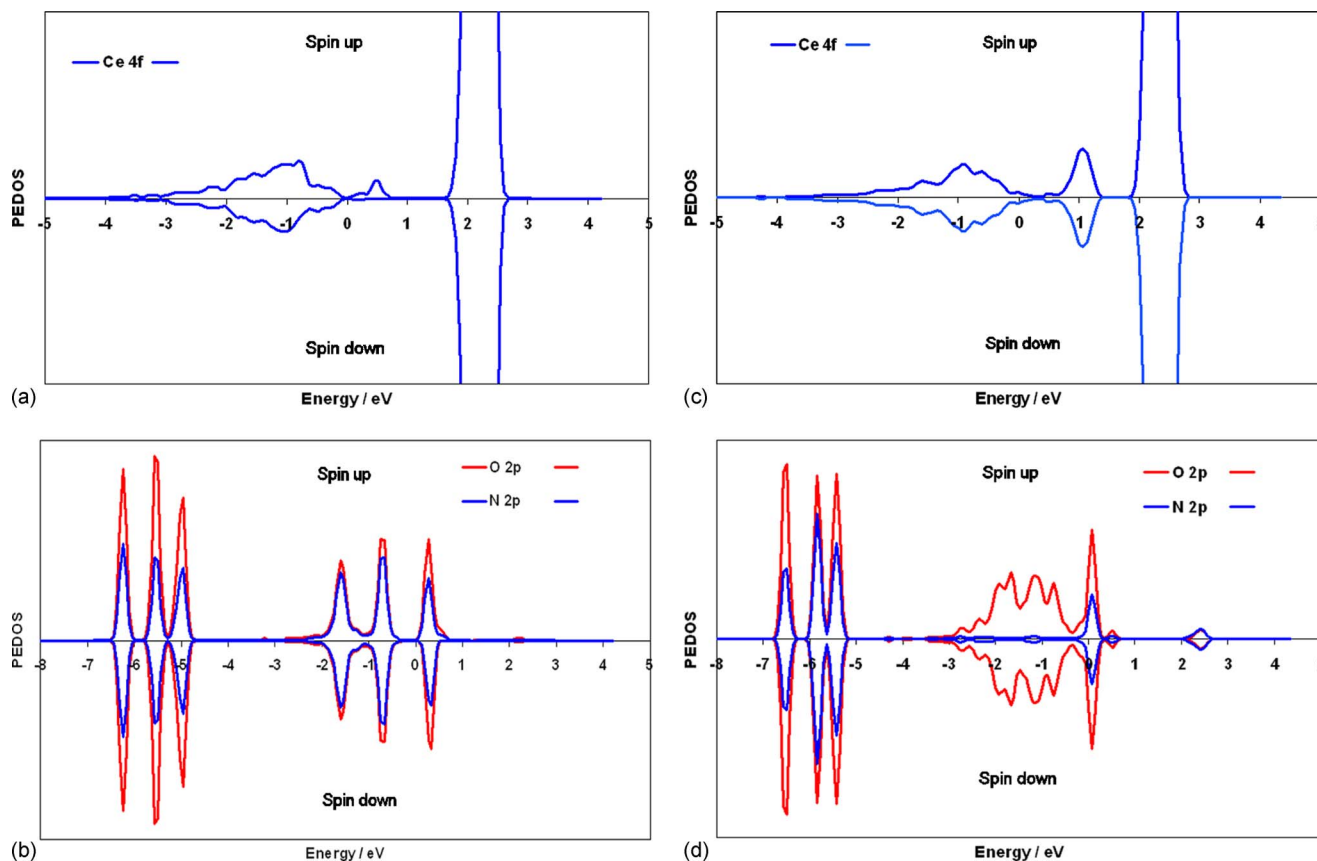 (a)
Spin up
Ce 4f
PEDOS
-5 -4 -3 -2 -1 0 1 2 3 4 5
Spin down
Energy / eV
(c)
Spin up
Ce 4f
PEDOS
-5 -4 -3 -2 -1 0 1 2 3 4
Spin down
Energy / eV
(b)
Spin up
O 2p
N 2p
PEDOS
-8 -7 -6 -5 -4 -3 -2 -1 0 1 2 3 4 5
Spin down
Energy / eV
(d)
Spin up
O 2p
N 2p
PEDOS
-8 -7 -6 -5 -4 -3 -2 -1 0 1 2 3 4
Spin down
Energy / eV